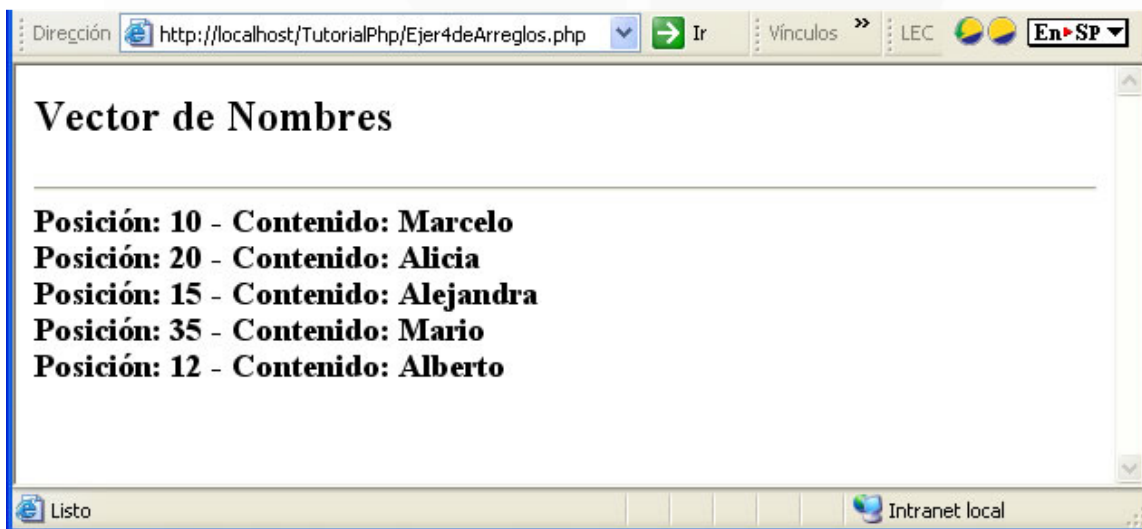 Dirección http://localhost/TutorialPhp/Ejer4deArreglos.php Ir Vínculos » LEC En▸SP
Vector de Nombres
Posición: 10 - Contenido: Marcelo
Posición: 20 - Contenido: Alicia
Posición: 15 - Contenido: Alejandra
Posición: 35 - Contenido: Mario
Posición: 12 - Contenido: Alberto
Listo Intranet local